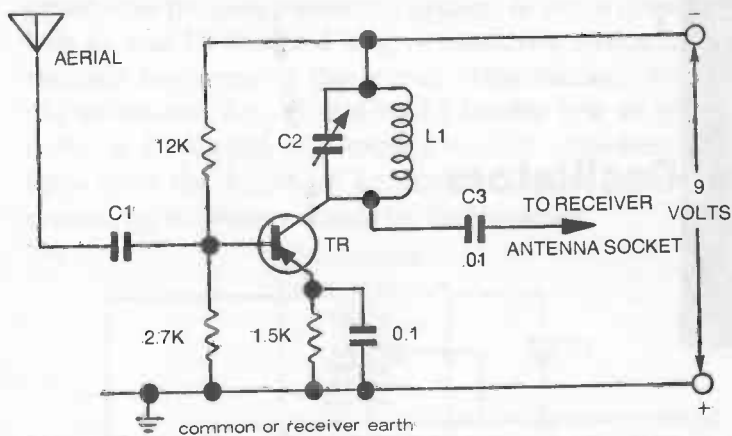 −
AERIAL
12K
C2
L1
9
VOLTS
C1
C3
TO RECEIVER
TR
.01
ANTENNA SOCKET
2.7K
1.5K
0.1
+
common or receiver earth